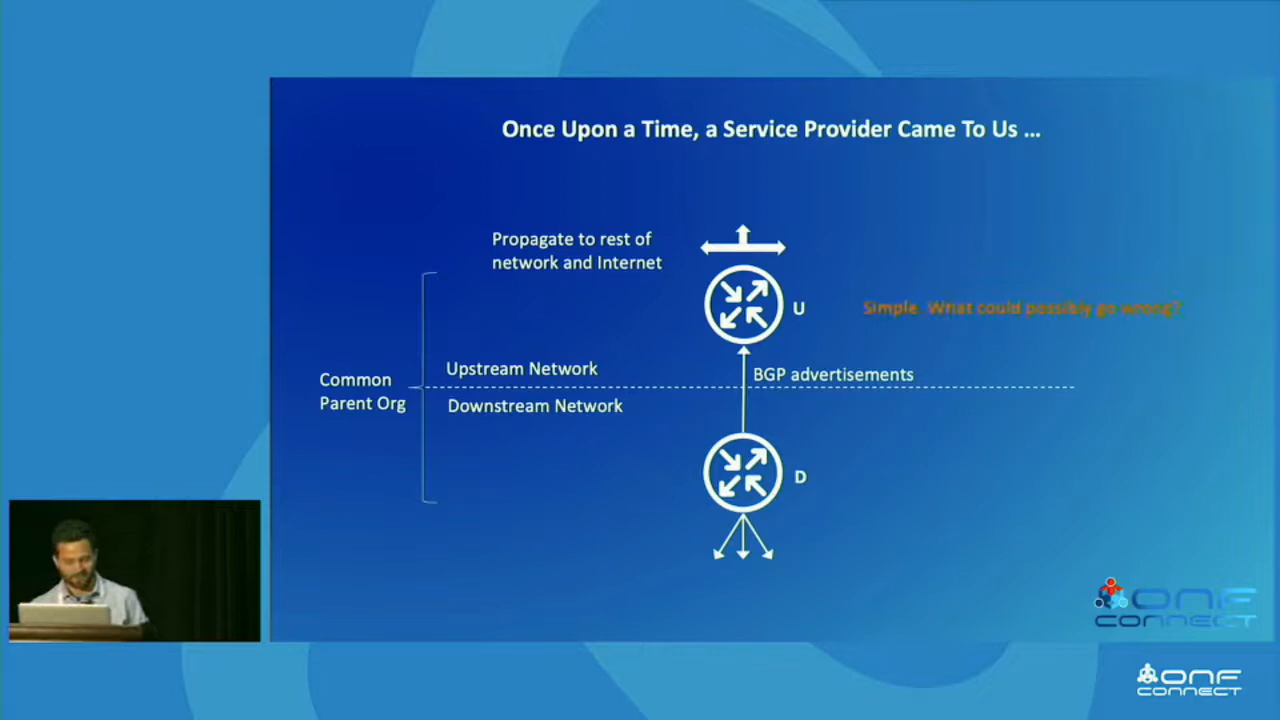 Once Upon a Time, a Service Provider Came To Us ...
Propagate to rest of
network and Internet
U
Simple. What could possibly go wrong?
Upstream Network
BGP advertisements
Common
Parent Org
Downstream Network
D
ONF
CONNECT
ONF
CONNECT